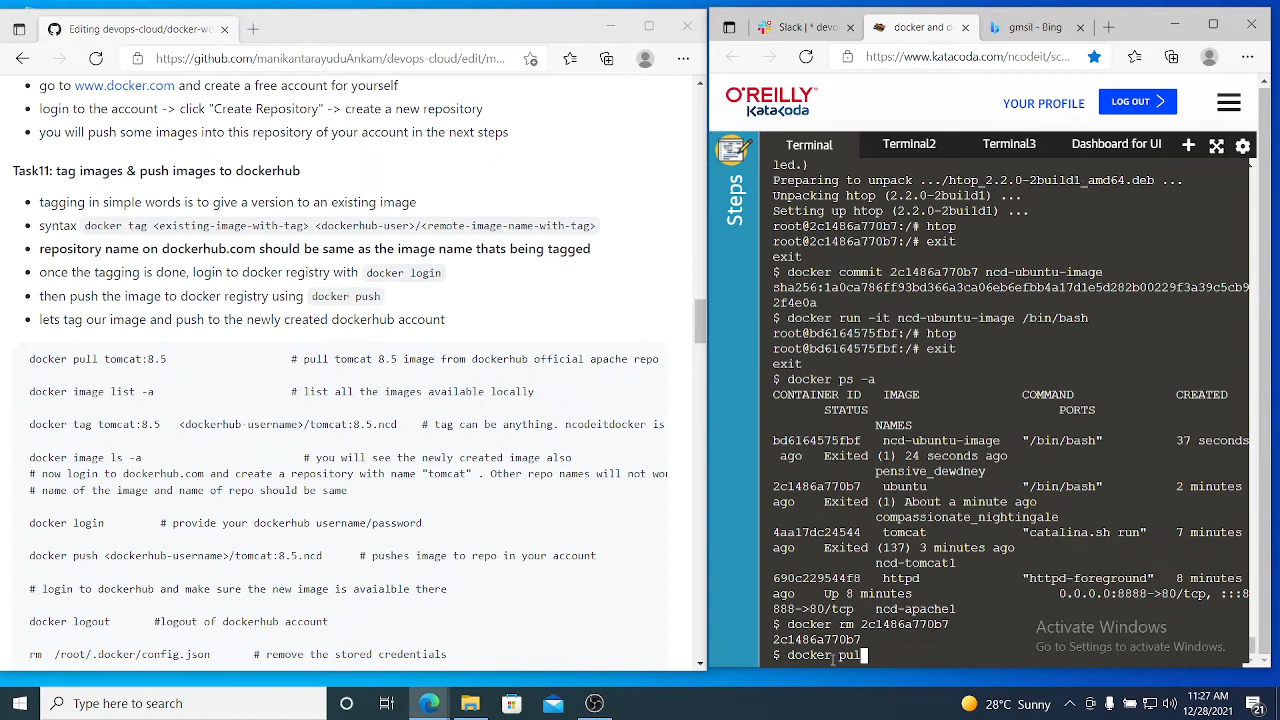 Editing devops-cloud/docker-wo
https://github.com/manikantarayuduAnkam/devops-cloud/edit/m...
go to www.docker.com and create a free account for yourself
login to the account -> click "Create Repository" -> create a new repository
you will push some images into this repository of your account in the next steps
Task11: tag images & push images to dockerhub
tagging in simple words is to give a version to an existing image
syntax docker tag <existing-image-with-tag> <dockerhub-user>/<remote-image-name-with-tag>
repository name on dockerhub.com should be same as the image name thats being tagged
once the tagging is done, login to docker registry with docker login
then push the image to docker registry using docker push
lets tag our image and push to the newly created dockerhub account
docker pull tomcat:8.5 # pull tomcat 8.5 image from dockerhub official apache repo
docker image list -a # list all the images available locally
docker tag tomcat:8.5 <dockerhub-username>/tomcat:8.5.ncd # tag can be anything. ncodeitdocker is
docker image ls -a # you will see the newly created image also
# now login to dockerhub.com and create a repository with name "tomcat" . Other repo names will not wor
# name of the image and name of repo should be same
docker login # provide your dockerhub username/password
docker push <dockerhub-username>/tomcat:8.5.ncd # pushes image to repo in your account
# login to dockerhub and make sure the new image is avaialble there
docker logout #logout of dockerhub account
rm /root/.docker/config.json # remove the stored credentials
Slack | * devo
docker and o
gmsil - Bing
https://www.katacoda.com/ncodeit/sc...
O'REILLY
KATACODA
YOUR PROFILE
LOG OUT
Steps
Terminal
Terminal2
Terminal3
Dashboard for UI
led.)
Preparing to unpack .../htop_2.2.0-2build1_amd64.deb ...
Unpacking htop (2.2.0-2build1) ...
Setting up htop (2.2.0-2build1) ...
root@2c1486a770b7:/# htop
root@2c1486a770b7:/# exit
exit
$ docker commit 2c1486a770b7 ncd-ubuntu-image
sha256:1a0ca786ff93bd366a3ca06eb6efbb4a17d1e5d282b00229f3a39c5cb9
2f4e0a
$ docker run -it ncd-ubuntu-image /bin/bash
root@bd6164575fbf:/# htop
root@bd6164575fbf:/# exit
exit
$ docker ps -a
CONTAINER ID IMAGE COMMAND CREATED
STATUS PORTS
NAMES
bd6164575fbf ncd-ubuntu-image "/bin/bash" 37 seconds
ago Exited (1) 24 seconds ago
pensive_dewdney
2c1486a770b7 ubuntu "/bin/bash" 2 minutes
ago Exited (1) About a minute ago
compassionate_nightingale
4aa17dc24544 tomcat "catalina.sh run" 7 minutes
ago Exited (137) 3 minutes ago
ncd-tomcat1
690c229544f8 httpd "httpd-foreground" 8 minutes
ago Up 8 minutes 0.0.0.0:8888->80/tcp, :::8
888->80/tcp ncd-apache1
$ docker rm 2c1486a770b7
2c1486a770b7
$ docker pul
Activate Windows
Go to Settings to activate Windows.
Type here to search
28°C Sunny
11:27 AM
12/28/2021
21